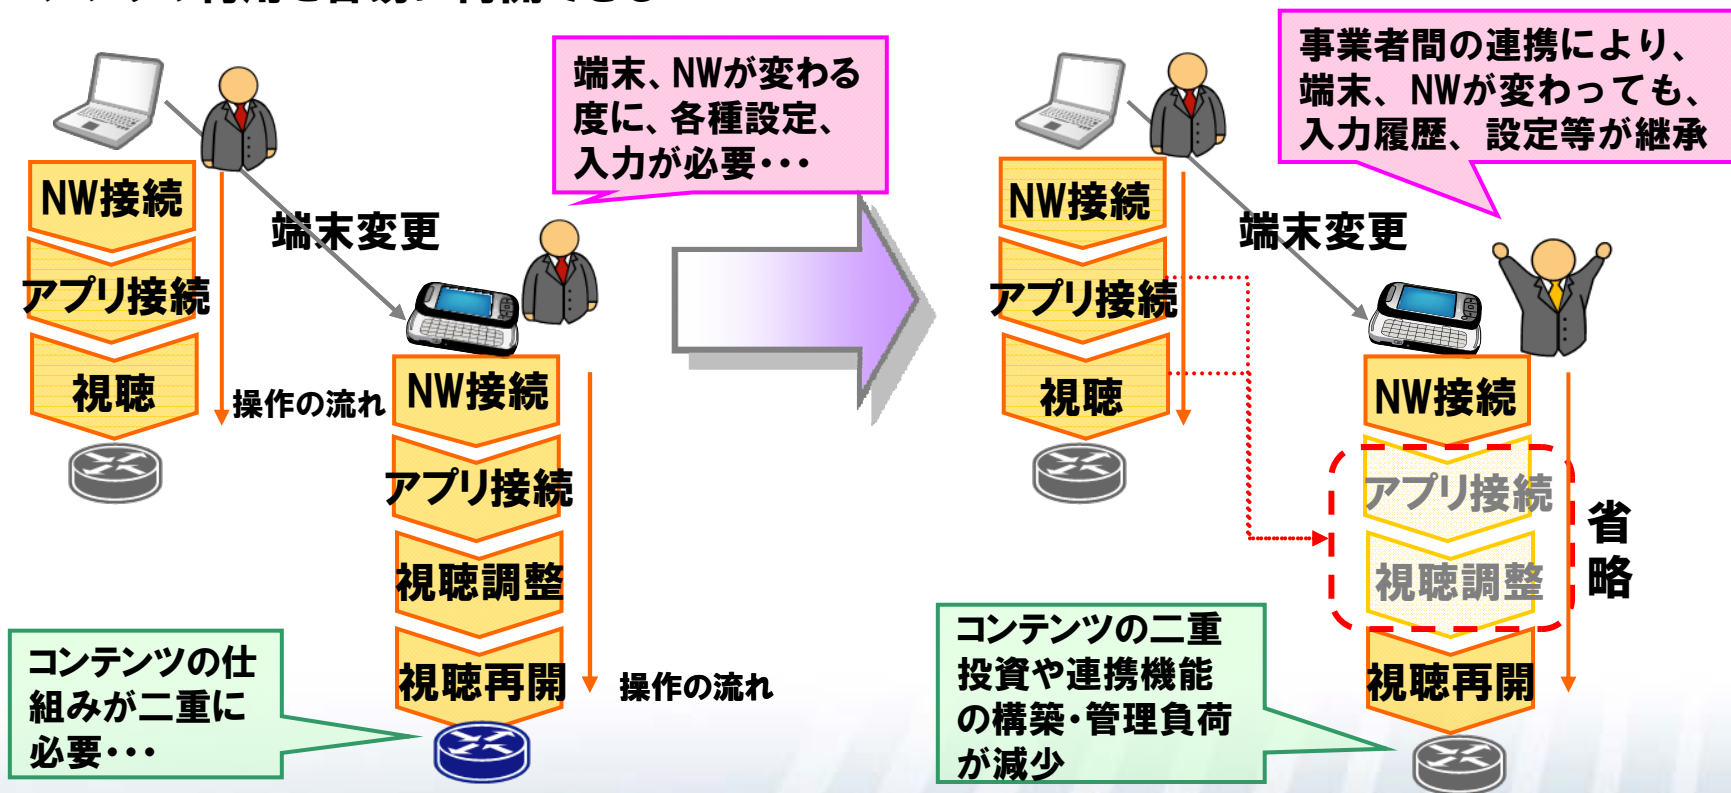 端末、NWが変わる
度に、各種設定、
入力が必要･･･
NW接続
アプリ接続
視聴
端末変更
操作の流れ
NW接続
アプリ接続
視聴調整
視聴再開
操作の流れ
コンテンツの仕
組みが二重に
必要･･･
事業者間の連携により、
端末、NWが変わっても、
入力履歴、設定等が継承
NW接続
アプリ接続
視聴
端末変更
NW接続
アプリ接続
視聴調整
視聴再開
省
略
コンテンツの二重
投資や連携機能
の構築･管理負荷
が減少